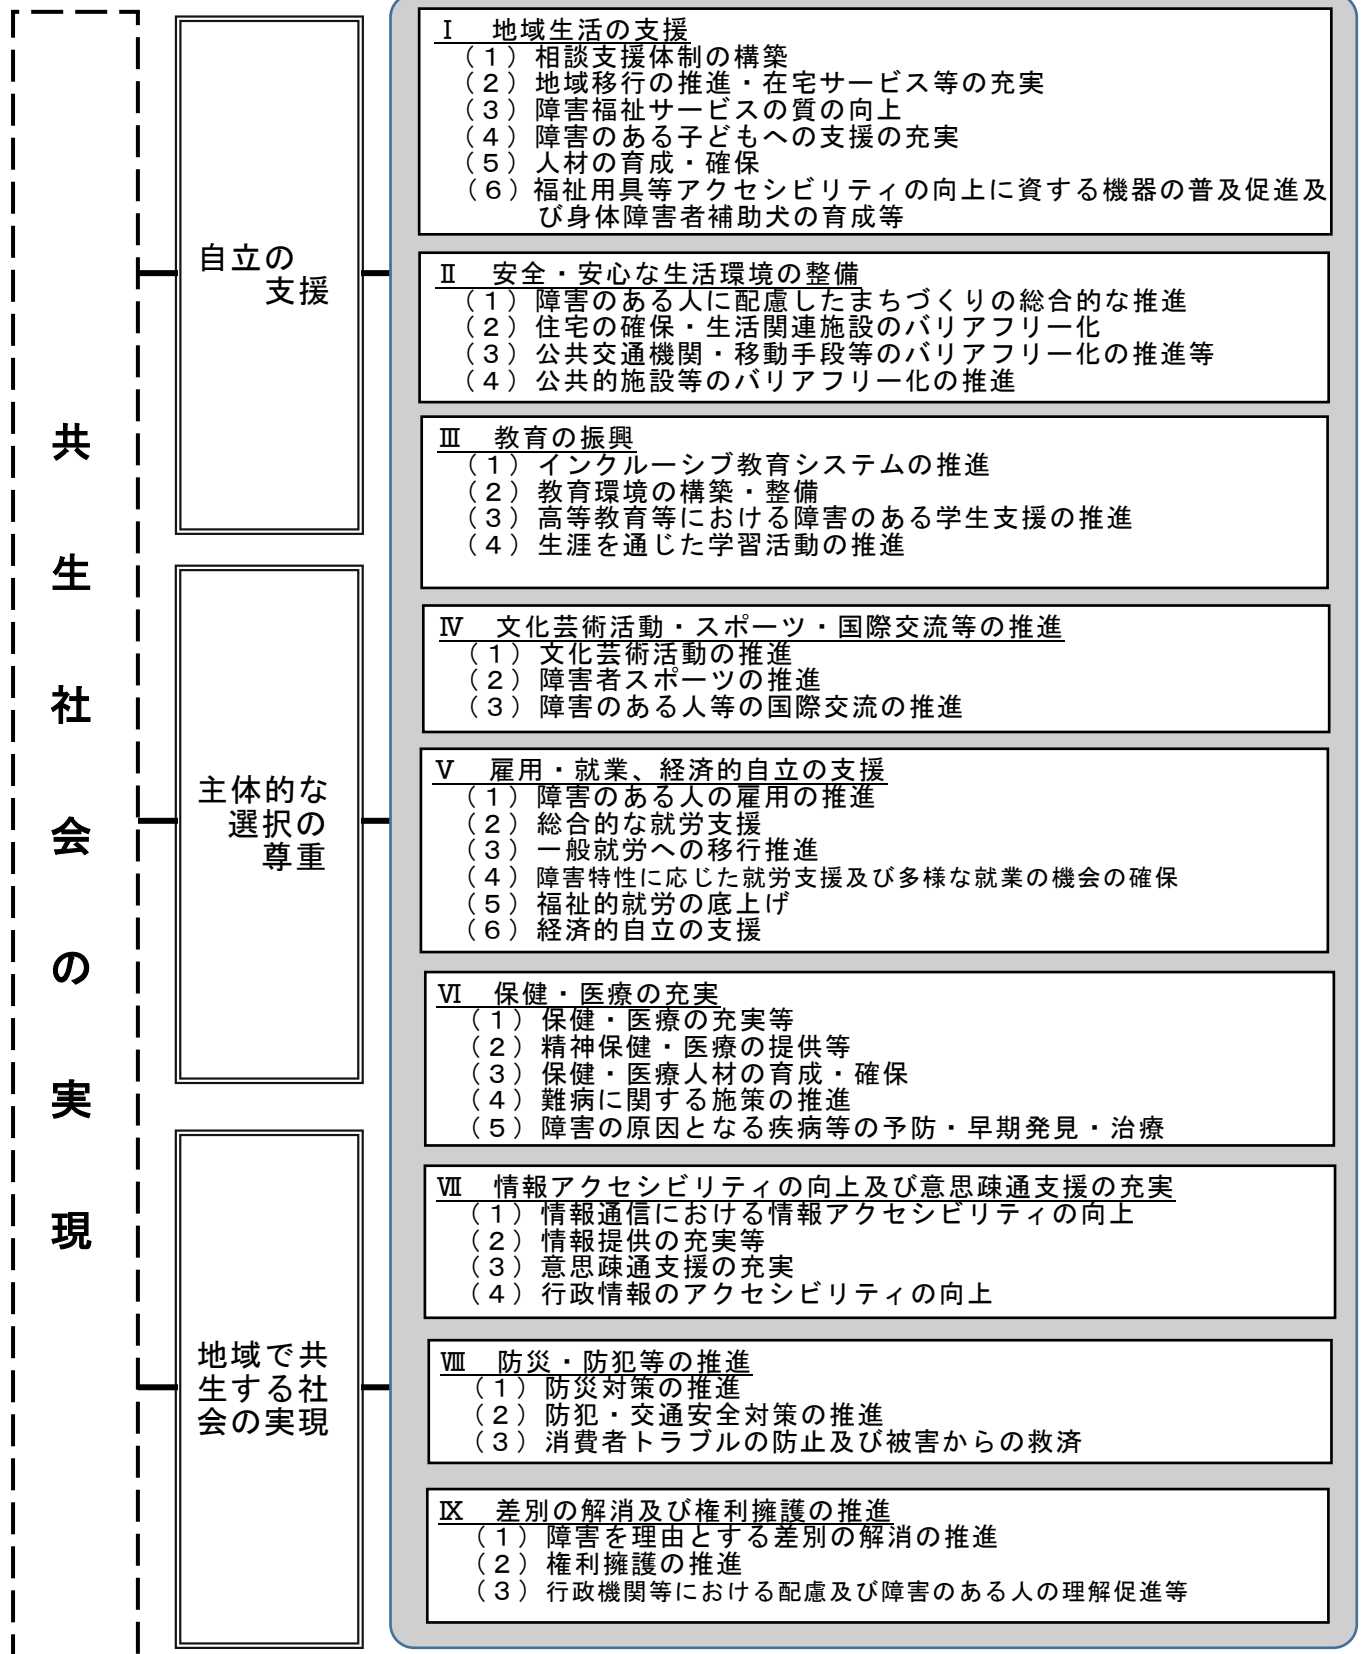 共生社会の実現
自立の
支援
主体的な
選択の
尊重
地域で共
生する社
会の実現
Ⅰ　地域生活の支援
（１）相談支援体制の構築
（２）地域移行の推進・在宅サービス等の充実
（３）障害福祉サービスの質の向上
（４）障害のある子どもへの支援の充実
（５）人材の育成・確保
（６）福祉用具等アクセシビリティの向上に資する機器の普及促進及
び身体障害者補助犬の育成等
Ⅱ　安全・安心な生活環境の整備
（１）障害のある人に配慮したまちづくりの総合的な推進
（２）住宅の確保・生活関連施設のバリアフリー化
（３）公共交通機関・移動手段等のバリアフリー化の推進等
（４）公共的施設等のバリアフリー化の推進
Ⅲ　教育の振興
（１）インクルーシブ教育システムの推進
（２）教育環境の構築・整備
（３）高等教育等における障害のある学生支援の推進
（４）生涯を通じた学習活動の推進
Ⅳ　文化芸術活動・スポーツ・国際交流等の推進
（１）文化芸術活動の推進
（２）障害者スポーツの推進
（３）障害のある人等の国際交流の推進
Ⅴ　雇用・就業、経済的自立の支援
（１）障害のある人の雇用の推進
（２）総合的な就労支援
（３）一般就労への移行推進
（４）障害特性に応じた就労支援及び多様な就業の機会の確保
（５）福祉的就労の底上げ
（６）経済的自立の支援
Ⅵ　保健・医療の充実
（１）保健・医療の充実等
（２）精神保健・医療の提供等
（３）保健・医療人材の育成・確保
（４）難病に関する施策の推進
（５）障害の原因となる疾病等の予防・早期発見・治療
Ⅶ　情報アクセシビリティの向上及び意思疎通支援の充実
（１）情報通信における情報アクセシビリティの向上
（２）情報提供の充実等
（３）意思疎通支援の充実
（４）行政情報のアクセシビリティの向上
Ⅷ　防災・防犯等の推進
（１）防災対策の推進
（２）防犯・交通安全対策の推進
（３）消費者トラブルの防止及び被害からの救済
Ⅸ　差別の解消及び権利擁護の推進
（１）障害を理由とする差別の解消の推進
（２）権利擁護の推進
（３）行政機関等における配慮及び障害のある人の理解促進等